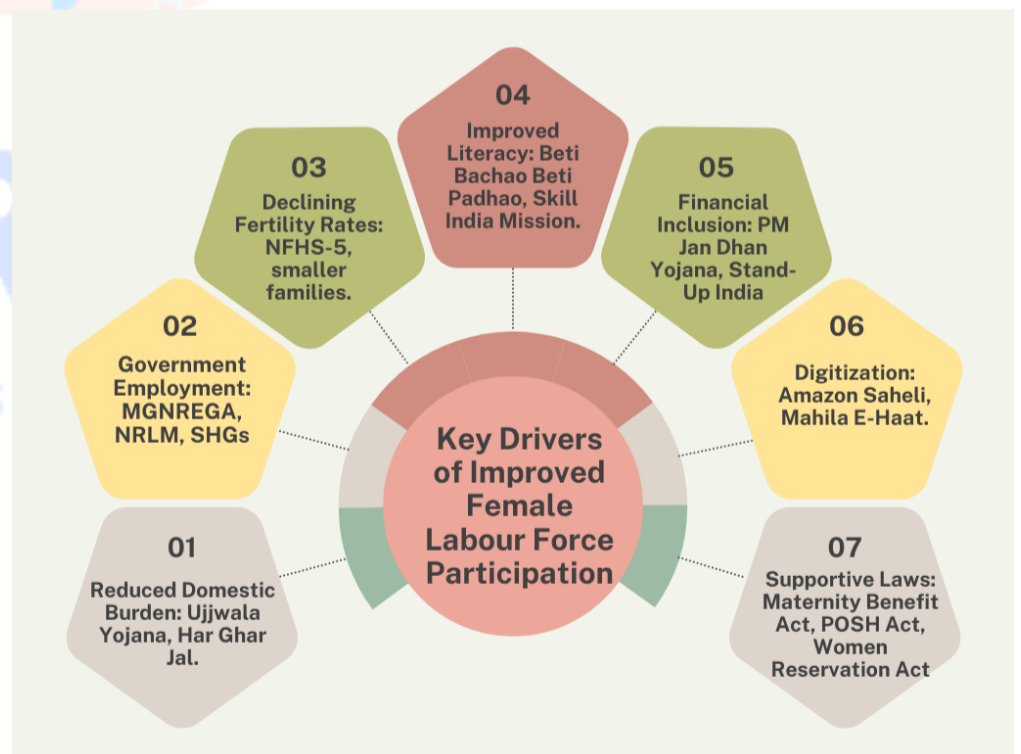 01
Reduced Domestic
Burden: Ujjwala
Yojana, Har Ghar
Jal.
02
Government
Employment:
MGNREGA,
NRLM, SHGs
03
Declining
Fertility Rates:
NFHS-5,
smaller
families.
04
Improved
Literacy: Beti
Bachao Beti
Padhao, Skill
India Mission.
05
Financial
Inclusion: PM
Jan Dhan
Yojana, Stand-
Up India
06
Digitization:
Amazon Saheli,
Mahila E-Haat.
07
Supportive Laws:
Maternity Benefit
Act, POSH Act,
Women
Reservation Act
Key Drivers
of Improved
Female
Labour Force
Participation